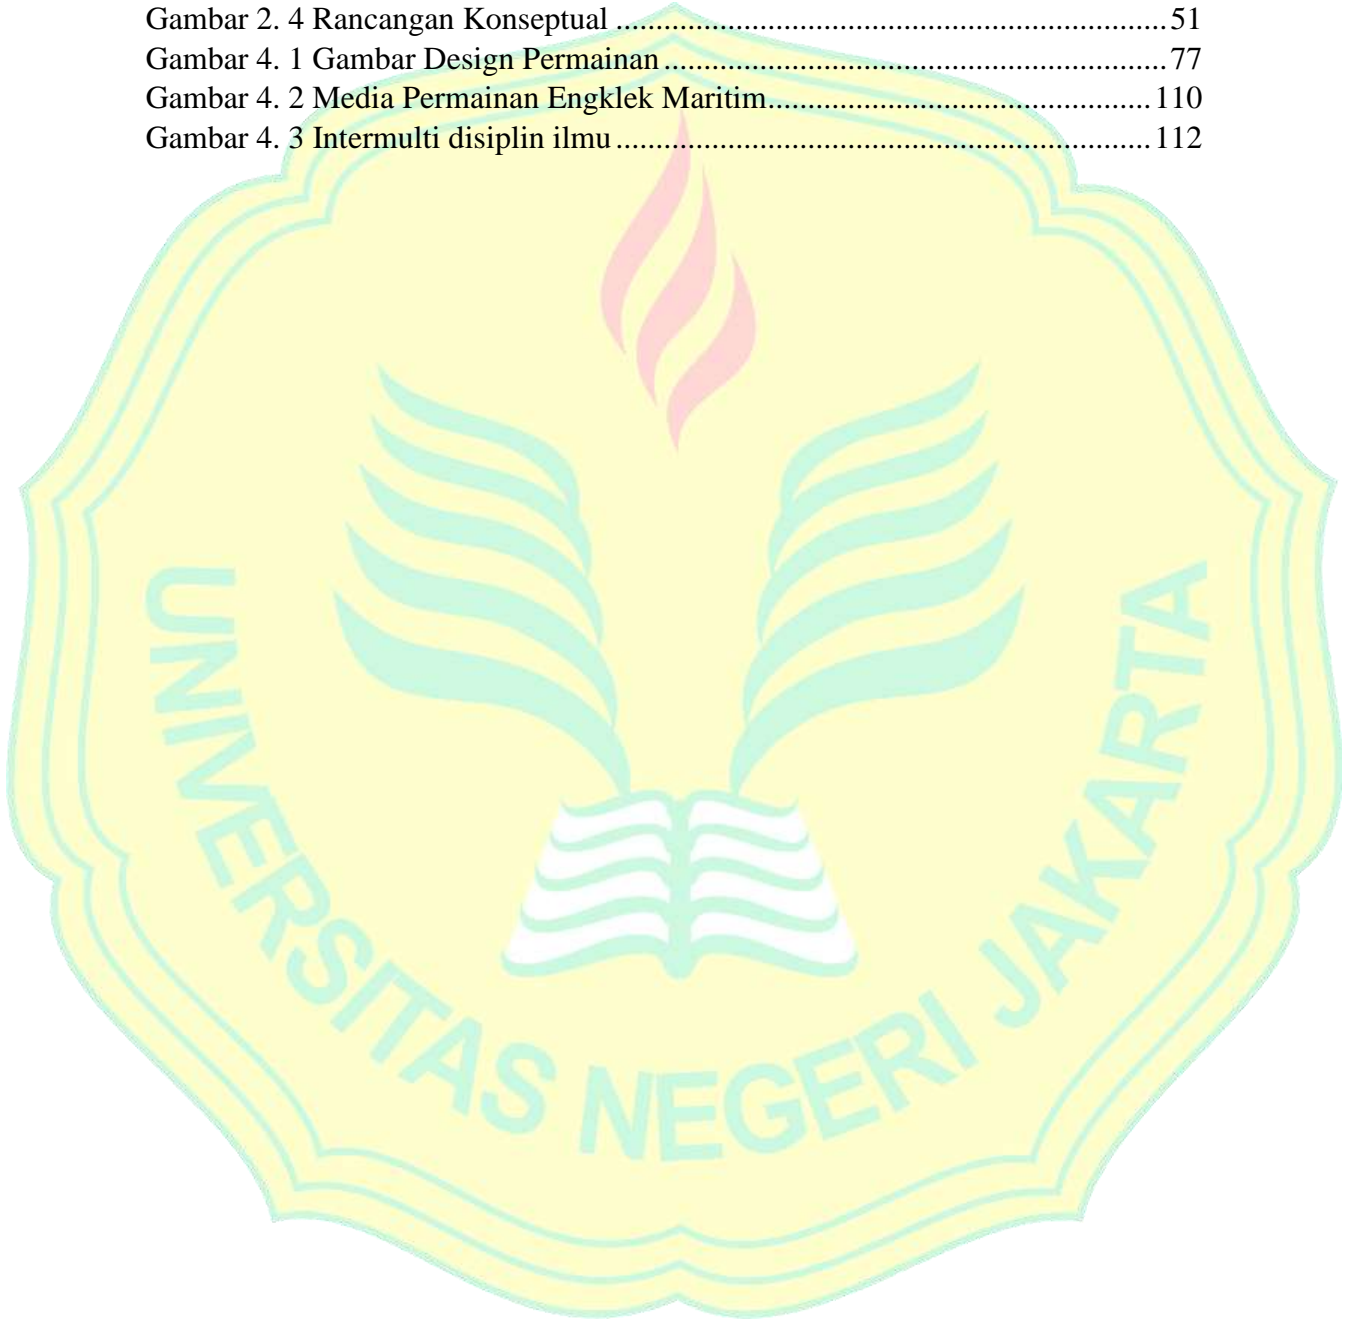 Gambar 2. 4 Rancangan Konseptual ................................................................... 51
Gambar 4. 1 Gambar Design Permainan ............................................................. 77
Gambar 4. 2 Media Permainan Engklek Maritim............................................... 110
Gambar 4. 3 Intermulti disiplin ilmu ................................................................. 112
UNIVERSITAS NEGERI JAKARTA